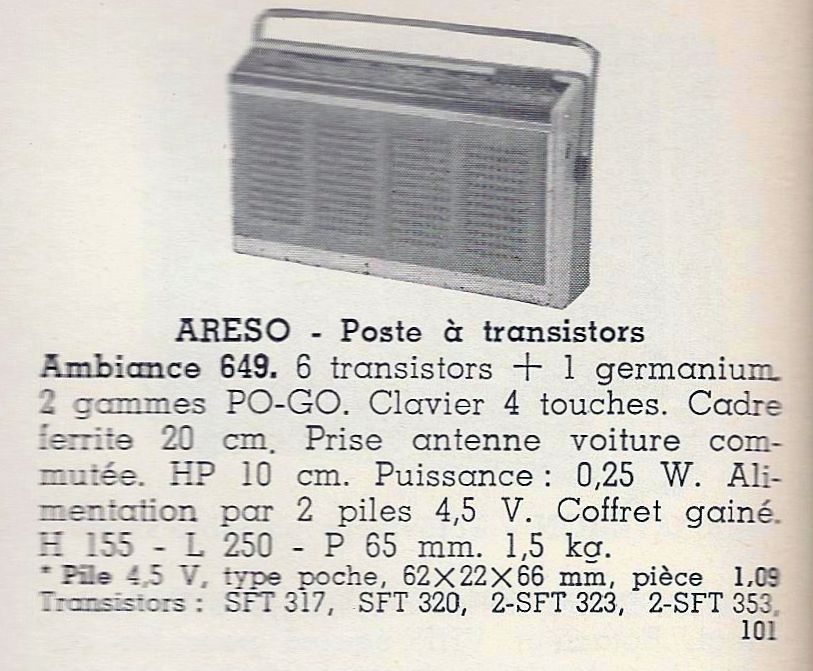 ARESO - Poste à transistors
Ambiance 649. 6 transistors + 1 germanium.
2 gammes PO-GO. Clavier 4 touches. Cadre
ferrite 20 cm. Prise antenne voiture com-
mutée. HP 10 cm. Puissance : 0,25 W. Ali-
mentation par 2 piles 4,5 V. Coffret gainé.
H 155 - L 250 - P 65 mm. 1,5 kg.
* Pile 4,5 V, type poche, 62×22×66 mm, pièce 1.09
Transistors : SFT 317, SFT 320, 2-SFT 323, 2-SFT 353.
101